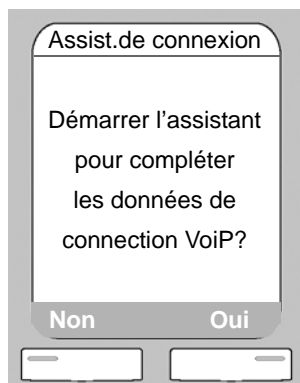 Assist.de connexion
Démarrer l’assistant
pour compléter
les données de
connection VoiP?
Non Oui